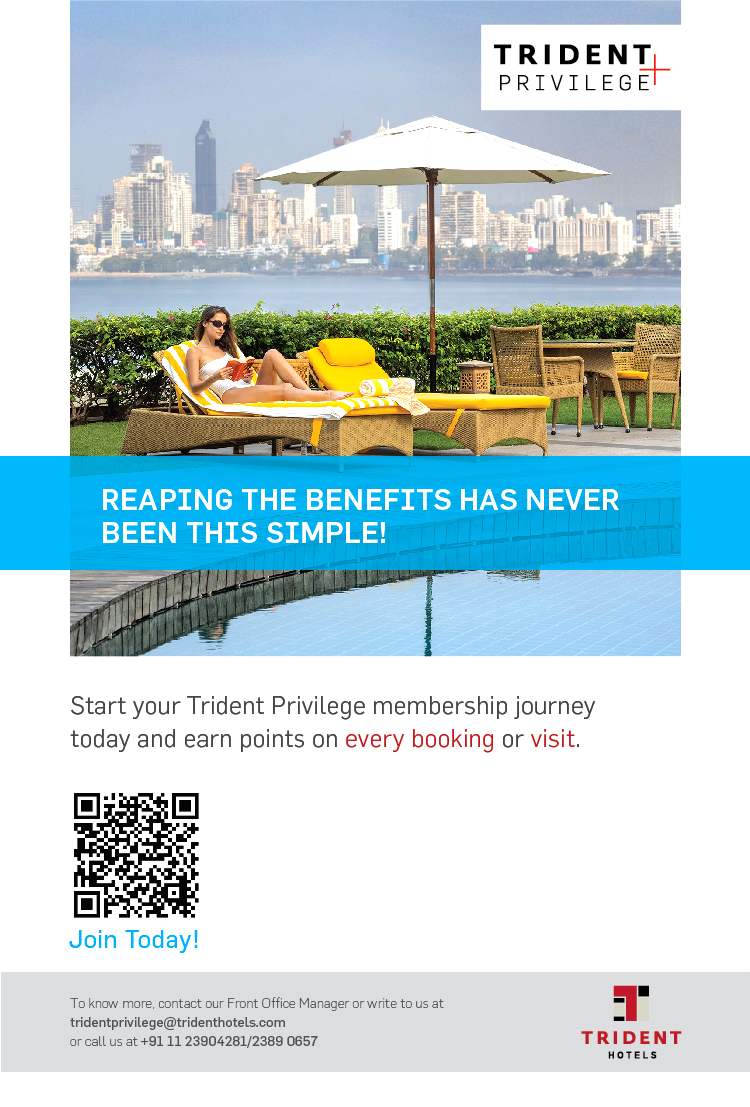 TRIDENT
PRIVILEGE
REAPING THE BENEFITS HAS NEVER
BEEN THIS SIMPLE!
Start your Trident Privilege membership journey
today and earn points on every booking or visit.
Join Today!
To know more, contact our Front Office Manager or write to us at
tridentprivilege@tridenthotels.com
or call us at +91 11 23904281/2389 0657
TRIDENT
HOTELS